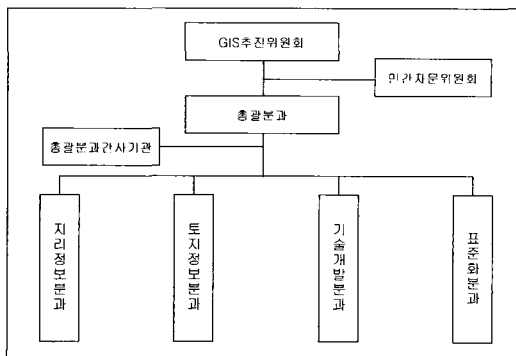 GIS추진위원회
민간자문위원회
총괄분과
총괄분과간사기관
지리정보분과
토지정보분과
기술개발분과
표준화분과